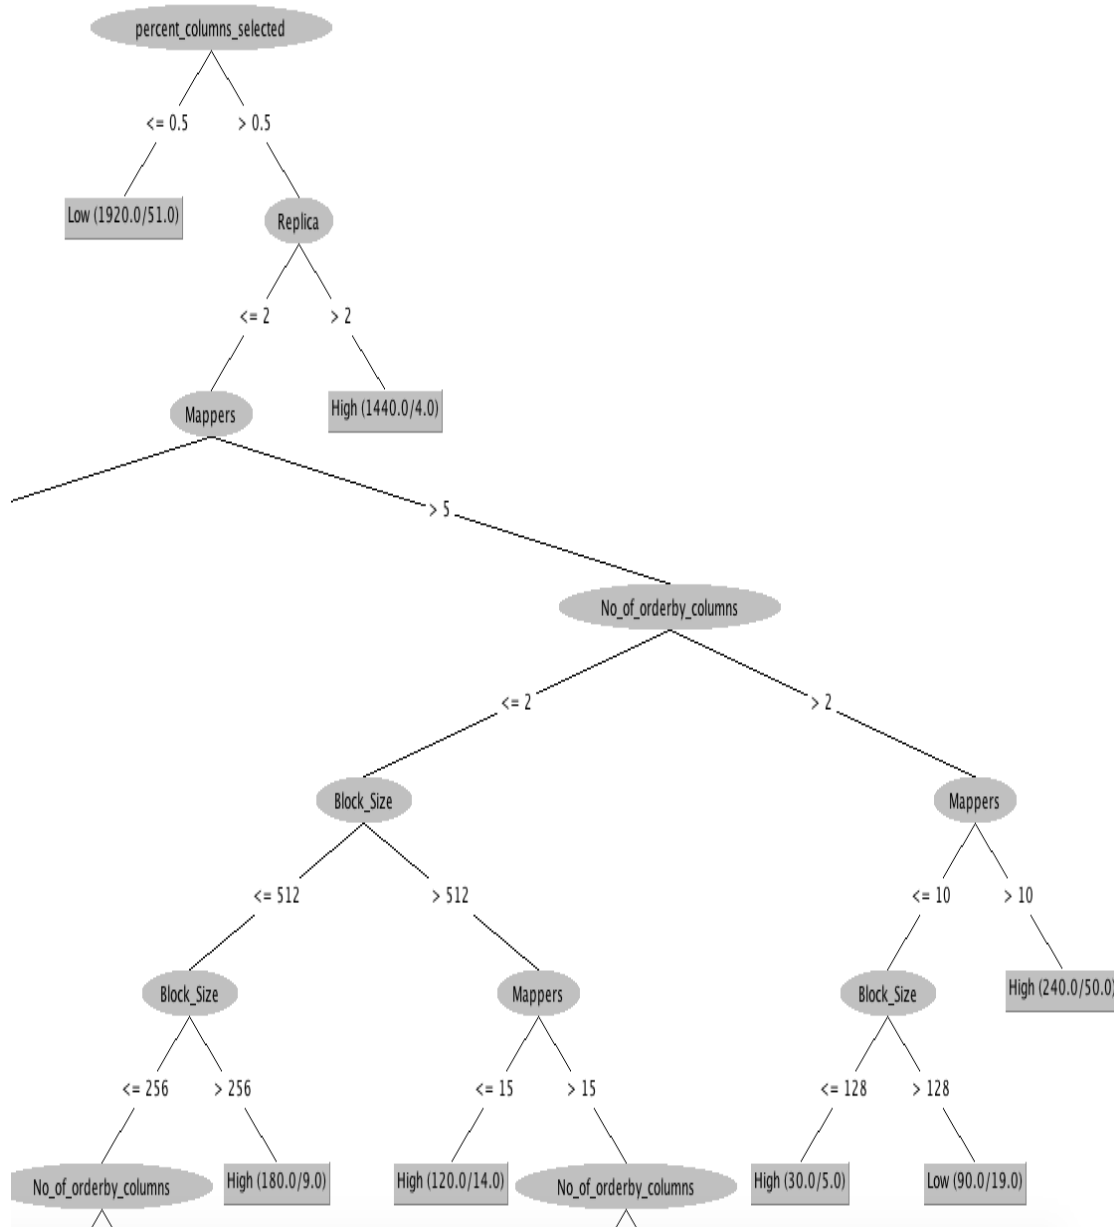 percent_columns_selected
<= 0.5 > 0.5
Low (1920.0/51.0)
Replica
<= 2 > 2
Mappers
High (1440.0/4.0)
> 5
No_of_orderby_columns
<= 2 > 2
Block_Size Mappers
<= 512 > 512 <= 10 > 10
Block_Size Mappers Block_Size High (240.0/50.0)
<= 256 > 256 <= 15 > 15 <= 128 > 128
No_of_orderby_columns High (180.0/9.0) High (120.0/14.0) No_of_orderby_columns High (30.0/5.0) Low (90.0/19.0)